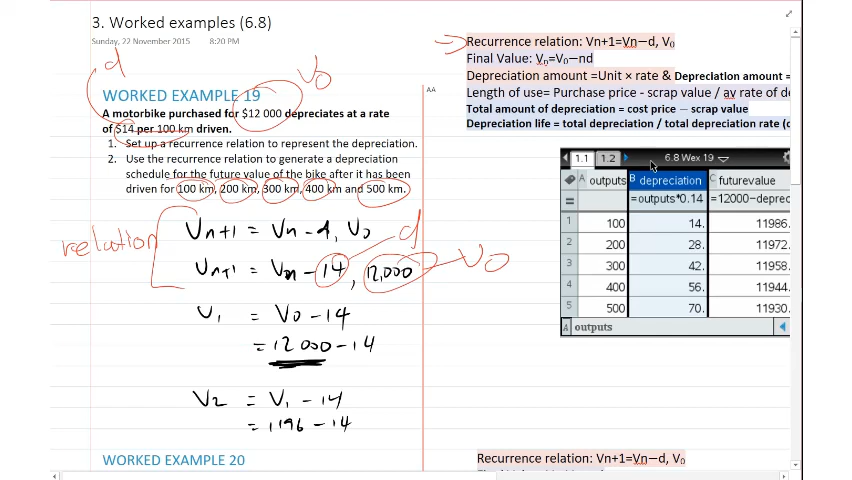 3. Worked examples (6.8)
Sunday, 22 November 2015 8:20 PM
d
V0
WORKED EXAMPLE 19
A motorbike purchased for $12 000 depreciates at a rate
of $14 per 100 km driven.
1. Set up a recurrence relation to represent the depreciation.
2. Use the recurrence relation to generate a depreciation
schedule for the future value of the bike after it has been
driven for 100 km, 200 km, 300 km, 400 km and 500 km.
relation
Vn+1 = Vn - d, V0
d
Vn+1 = Vn - 14, 12,000
V0
V1 = V0 - 14
= 12 000 - 14
V2 = V1 - 14
= 1196 - 14
WORKED EXAMPLE 20
AA
Recurrence relation: Vn+1=Vn−d, V0
Final Value: V0=V0−nd
Depreciation amount =Unit × rate & Depreciation amount =
Length of use= Purchase price - scrap value / av rate of de
Total amount of depreciation = cost price − scrap value
Depreciation life = total depreciation / total depreciation rate (c
1.1 1.2 6.8 Wex 19
A outputs B depreciation C futurevalue
=outputs*0.14 =12000-deprec
1 100 14. 11986.
2 200 28. 11972.
3 300 42. 11958.
4 400 56. 11944.
5 500 70. 11930.
A outputs
Recurrence relation: Vn+1=Vn−d, V0